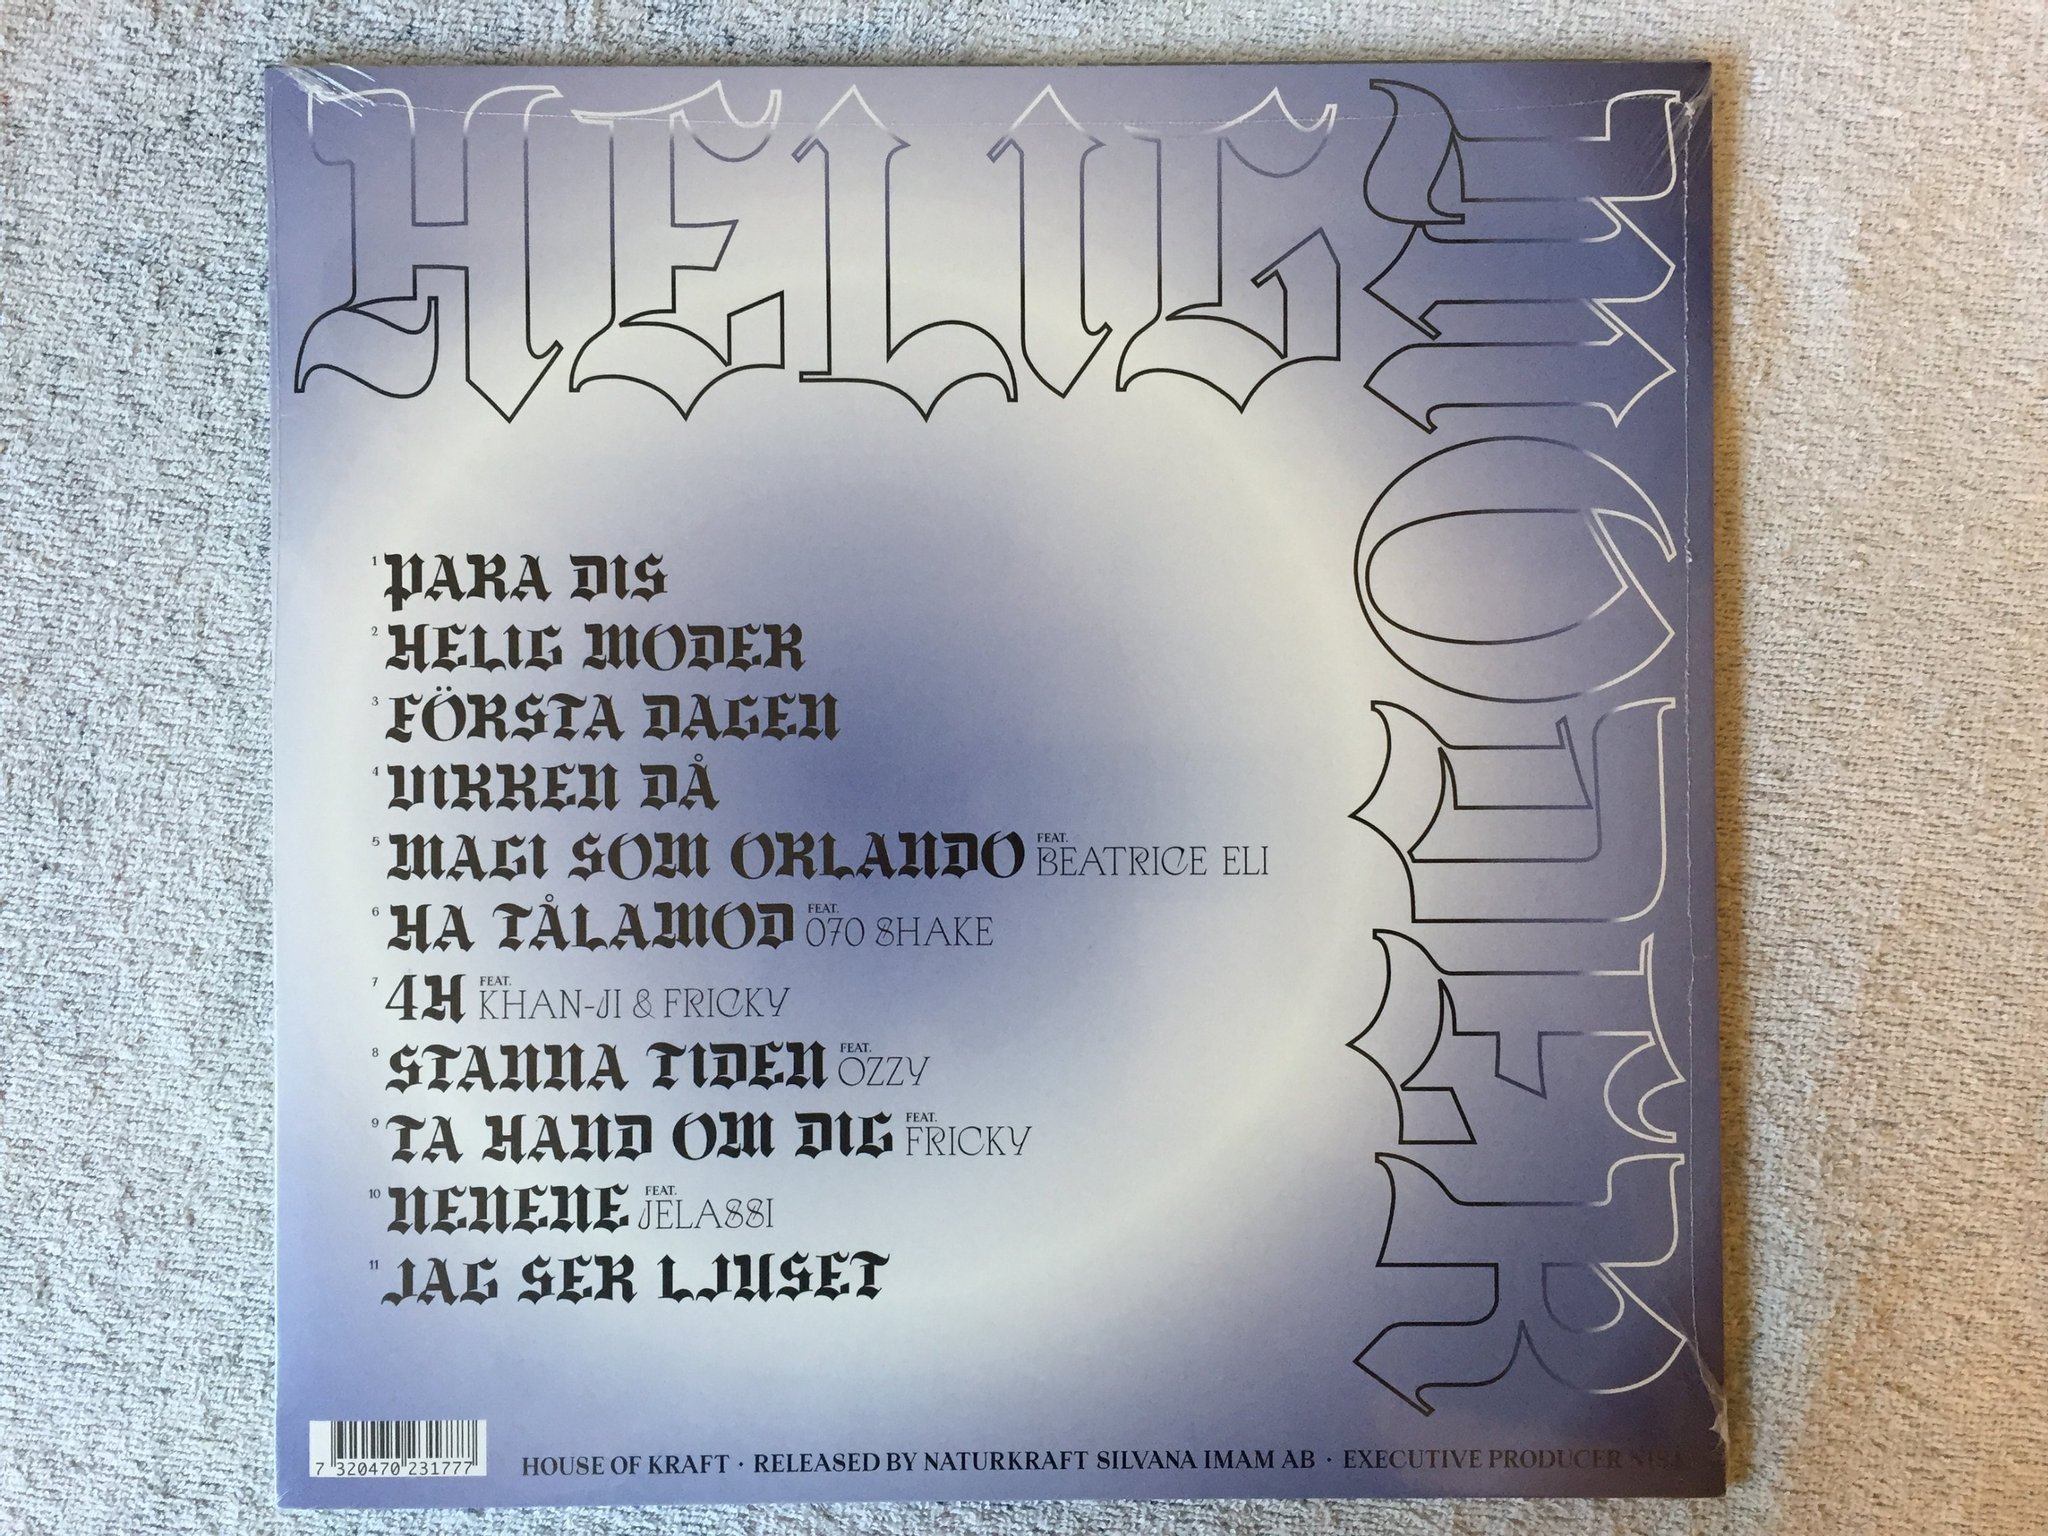 HELIG
MODER
1 PARA DIS
2 HELIG MODER
3 FÖRSTA DAGEN
4 VIKKEN DÅ
5 MAGI SOM ORLANDO FEAT. BEATRICE ELI
6 HA TÅLAMOD FEAT. 070 SHAKE
7 4H FEAT. KHAN-JI & FRICKY
8 STANNA TIDEN FEAT. OZZY
9 TA HAND OM DIG FEAT. FRICKY
10 NENENE FEAT. JELASSI
11 JAG SER LJUSET
7 320470 231777
HOUSE OF KRAFT · RELEASED BY NATURKRAFT SILVANA IMAM AB · EXECUTIVE PRODUCER